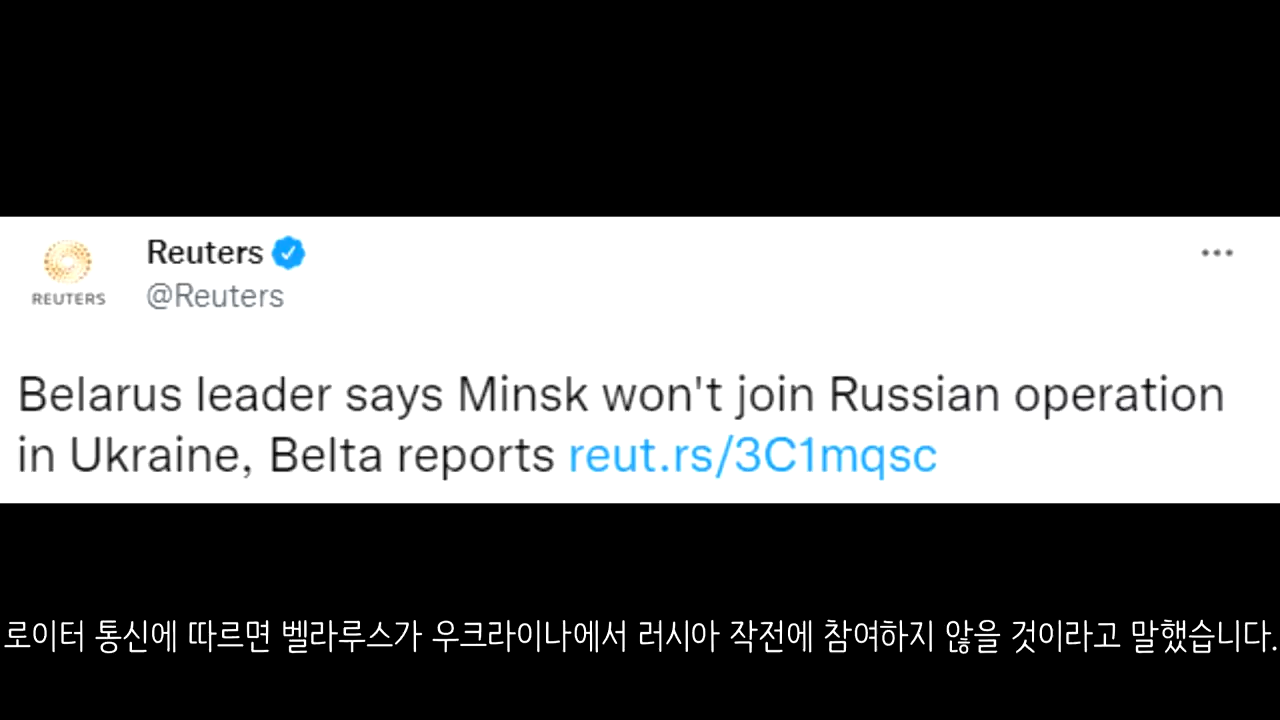 Reuters
@Reuters
REUTERS
Belarus leader says Minsk won't join Russian operation
in Ukraine, Belta reports reut.rs/3C1mqsc
로이터 통신에 따르면 벨라루스가 우크라이나에서 러시아 작전에 참여하지 않을 것이라고 말했습니다.